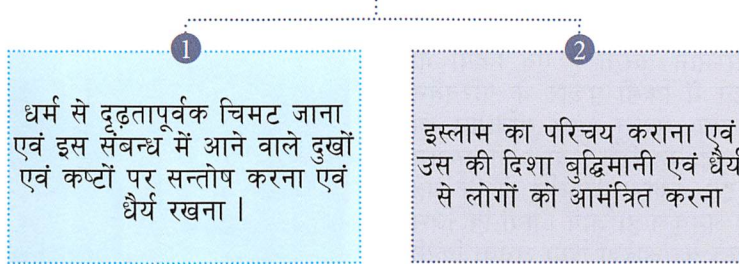 1
धर्म से दृढ़तापूर्वक चिमट जाना
एवं इस संबन्ध में आने वाले दुखों
एवं कष्टों पर सन्तोष करना एवं
धैर्य रखना |
2
इस्लाम का परिचय कराना एवं
उस की दिशा बुद्धिमानी एवं धैर्य
से लोगों को आमंत्रित करना